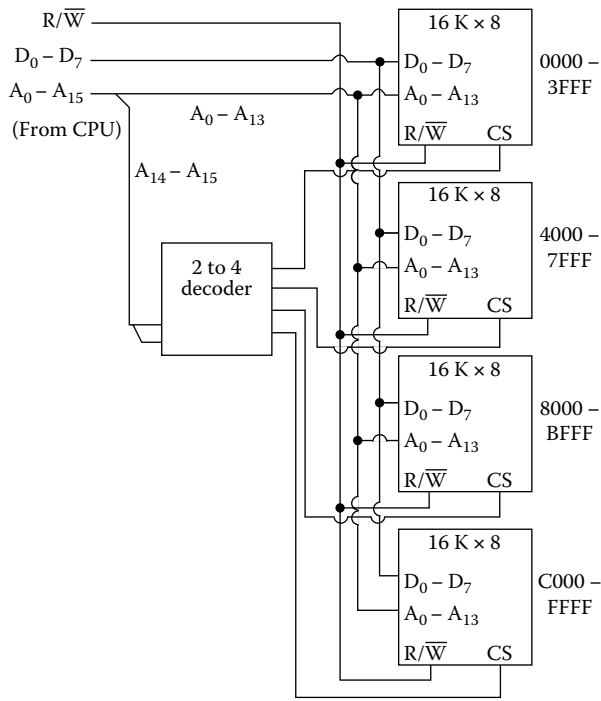 R/W̅
D₀ – D₇
A₀ – A₁₅
(From CPU)
A₀ – A₁₃
A₁₄ – A₁₅
2 to 4
decoder
16 K × 8
D₀ – D₇
A₀ – A₁₃
R/W̅ CS
0000 –
3FFF
16 K × 8
D₀ – D₇
A₀ – A₁₃
R/W̅ CS
4000 –
7FFF
16 K × 8
D₀ – D₇
A₀ – A₁₃
R/W̅ CS
8000 –
BFFF
16 K × 8
D₀ – D₇
A₀ – A₁₃
R/W̅ CS
C000 –
FFFF